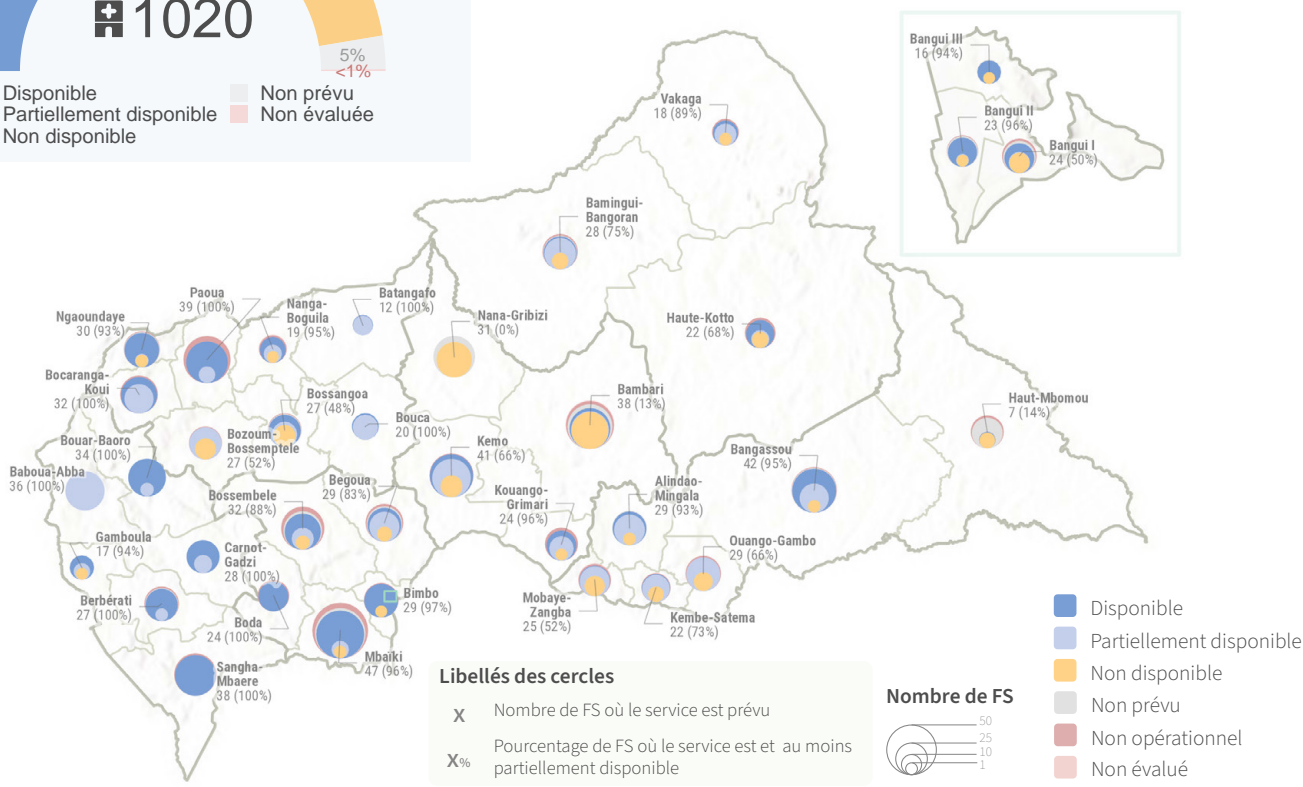 1020
5%
<1%
Disponible
Partiellement disponible
Non disponible
Non prévu
Non évaluée
Bangui III
16 (94%)
Bangui II
23 (96%)
Bangui I
24 (50%)
Vakaga
18 (89%)
Bamingui-
Bangoran
28 (75%)
Paoua
39 (100%)
Ngaoundaye
30 (93%)
Nanga-
Boguila
19 (95%)
Batangafo
12 (100%)
Nana-Gribizi
31 (0%)
Haute-Kotto
22 (68%)
Bocaranga-
Koui
32 (100%)
Bossangoa
27 (48%)
Bouca
20 (100%)
Bambari
38 (13%)
Haut-Mbomou
7 (14%)
Bouar-Baoro
34 (100%)
Bozoum-
Bossemptele
27 (52%)
Kemo
41 (66%)
Bangassou
42 (95%)
Baboua-Abba
36 (100%)
Bossembele
32 (88%)
Begoua
29 (83%)
Kouango-
Grimari
24 (96%)
Alindao-
Mingala
29 (93%)
Gamboula
17 (94%)
Carnot-
Gadzi
28 (100%)
Ouango-Gambo
29 (66%)
Berbérati
27 (100%)
Boda
24 (100%)
Bimbo
29 (97%)
Mobaye-
Zangba
25 (52%)
Kembe-Satema
22 (73%)
Mbaïki
47 (96%)
Sangha-
Mbaere
38 (100%)
Libellés des cercles
X Nombre de FS où le service est prévu
X% Pourcentage de FS où le service est et au moins
partiellement disponible
Nombre de FS
50
25
10
1
Disponible
Partiellement disponible
Non disponible
Non prévu
Non opérationnel
Non évalué